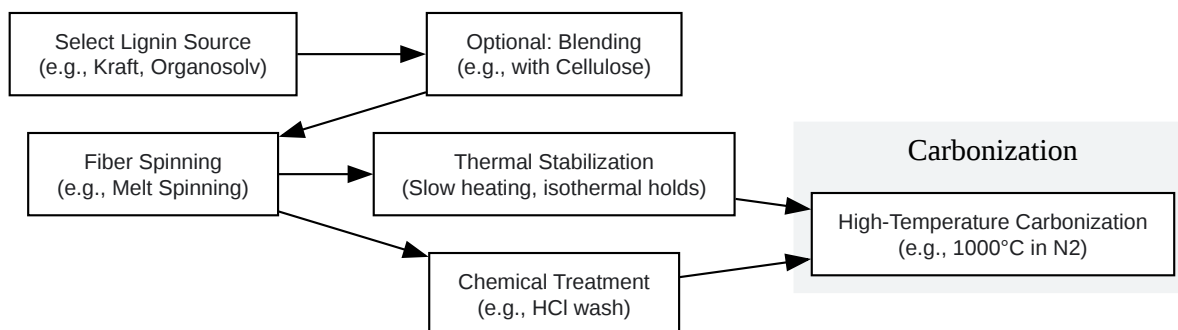 Select Lignin Source
(e.g., Kraft, Organosolv)
Optional: Blending
(e.g., with Cellulose)
Fiber Spinning
(e.g., Melt Spinning)
Thermal Stabilization
(Slow heating, isothermal holds)
Carbonization
High-Temperature Carbonization
(e.g., 1000°C in N2)
Chemical Treatment
(e.g., HCl wash)